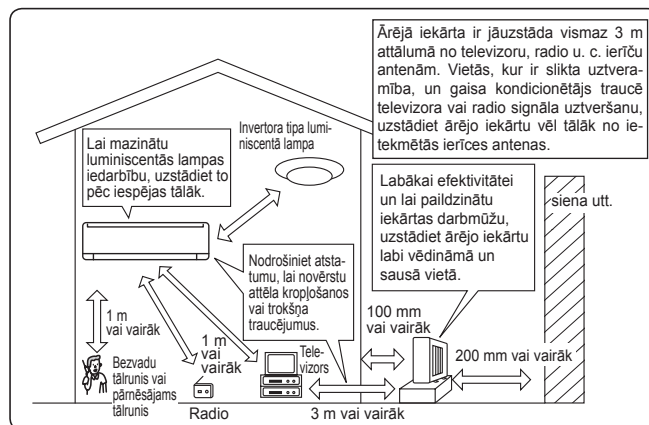 Ārējā iekārta ir jāuzstāda vismaz 3 m
attālumā no televizoru, radio u. c. ierīču
antenām. Vietās, kur ir slikta uztvera-
mība, un gaisa kondicionētājs traucē
televizora vai radio signāla uztveršanu,
uzstādiet ārējo iekārtu vēl tālāk no ie-
tekmētās ierīces antenas.
Invertora tipa lumi-
niscentā lampa
Lai mazinātu
luminiscentās lampas
iedarbību, uzstādiet to
pēc iespējas tālāk.
Labākai efektivitātei
un lai paildzinātu
iekārtas darbmūžu,
uzstādiet ārējo iekārtu
labi vēdināmā un
sausā vietā.
siena utt.
Nodrošiniet atsta-
tumu, lai novērstu
attēla kropļošanos
vai trokšņa
traucējumus.
1 m
vai vairāk
1 m
vai
vairāk
100 mm
vai vairāk
200 mm vai vairāk
Bezvadu
tālrunis vai
pārnēsājams
tālrunis
Radio
Tele-
vizors
3 m vai vairāk